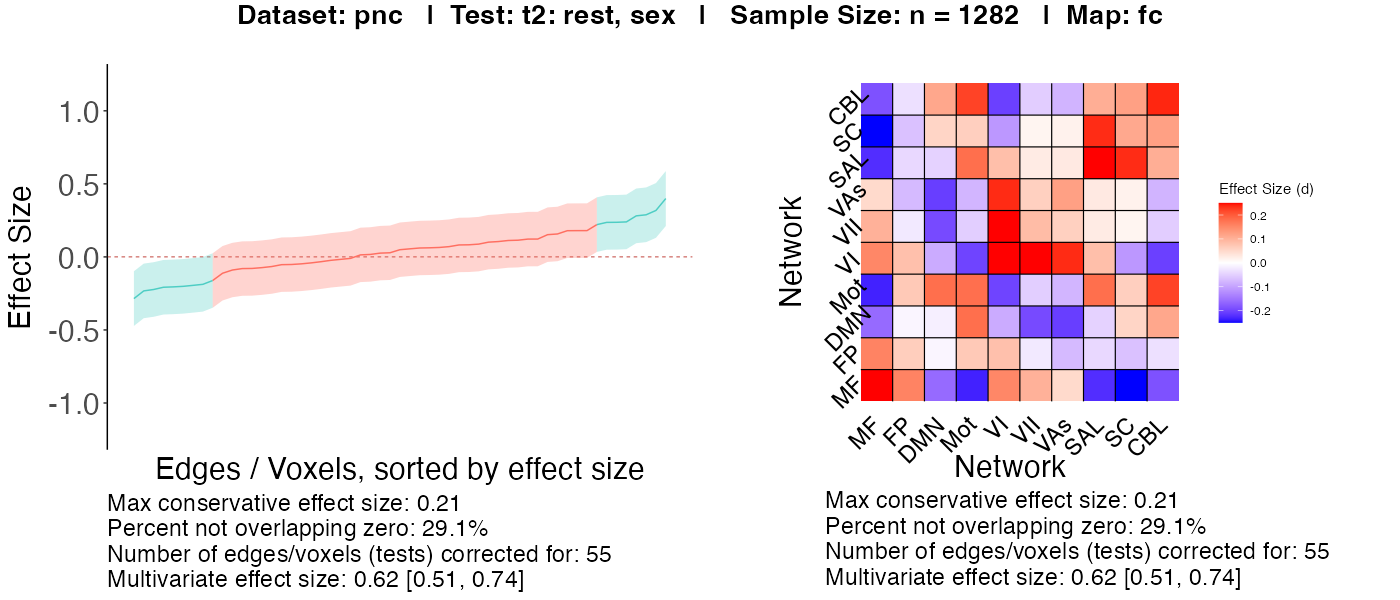 Dataset: pnc | Test: t2: rest, sex | Sample Size: n = 1282 | Map: fc
Effect Size
1.0
0.5
0.0
-0.5
-1.0
Edges / Voxels, sorted by effect size
Max conservative effect size: 0.21
Percent not overlapping zero: 29.1%
Number of edges/voxels (tests) corrected for: 55
Multivariate effect size: 0.62 [0.51, 0.74]
Network
CBL
SC
SAL
VAs
VII
VI
Mot
DMN
FP
MF
MF
FP
DMN
Mot
VI
VII
VAs
SAL
SC
CBL
Network
Effect Size (d)
0.2
0.1
0.0
-0.1
-0.2
Max conservative effect size: 0.21
Percent not overlapping zero: 29.1%
Number of edges/voxels (tests) corrected for: 55
Multivariate effect size: 0.62 [0.51, 0.74]